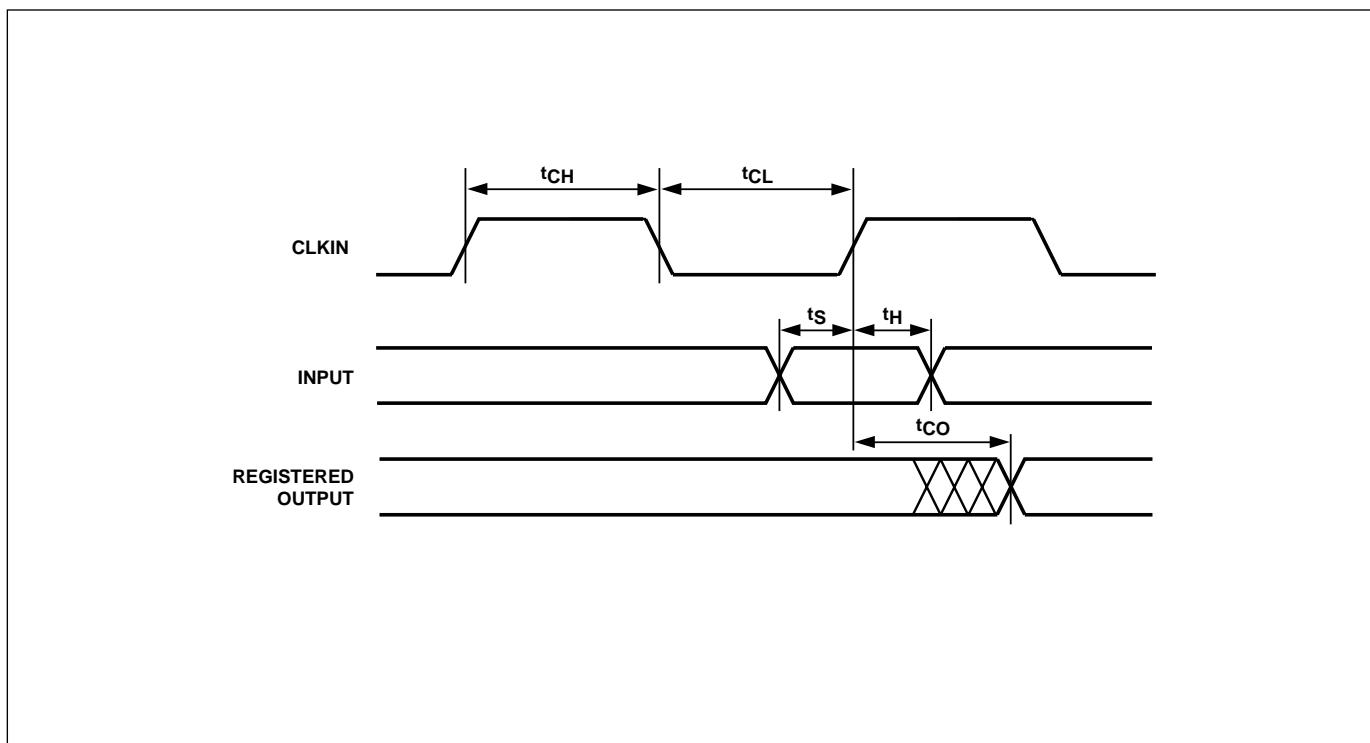 tCH
tCL
CLKIN
tS
tH
INPUT
tCO
REGISTERED
OUTPUT